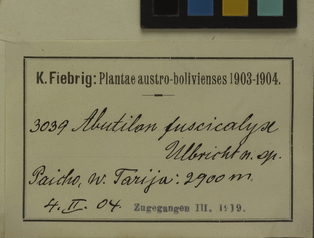 K. Fiebrig: Plantae austro-bolivienses 1903-1904.
3039 Abutilon fuscicalyx
Ulbrich n. sp.
Paicho, w. Tarija: 2900 m
4. II. 04. Zugegangen III. 1919.